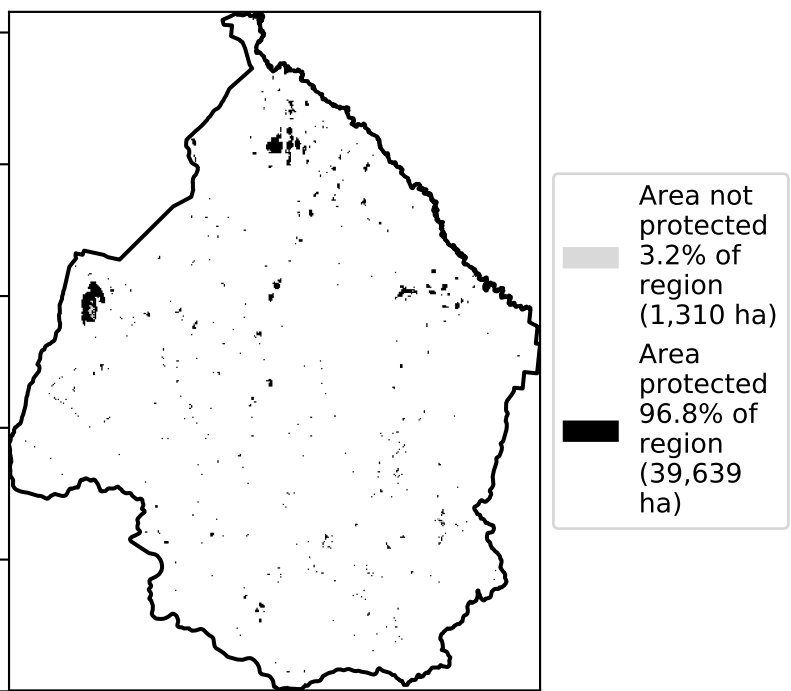 Area not
protected
3.2% of
region
(1,310 ha)
Area
protected
96.8% of
region
(39,639
ha)